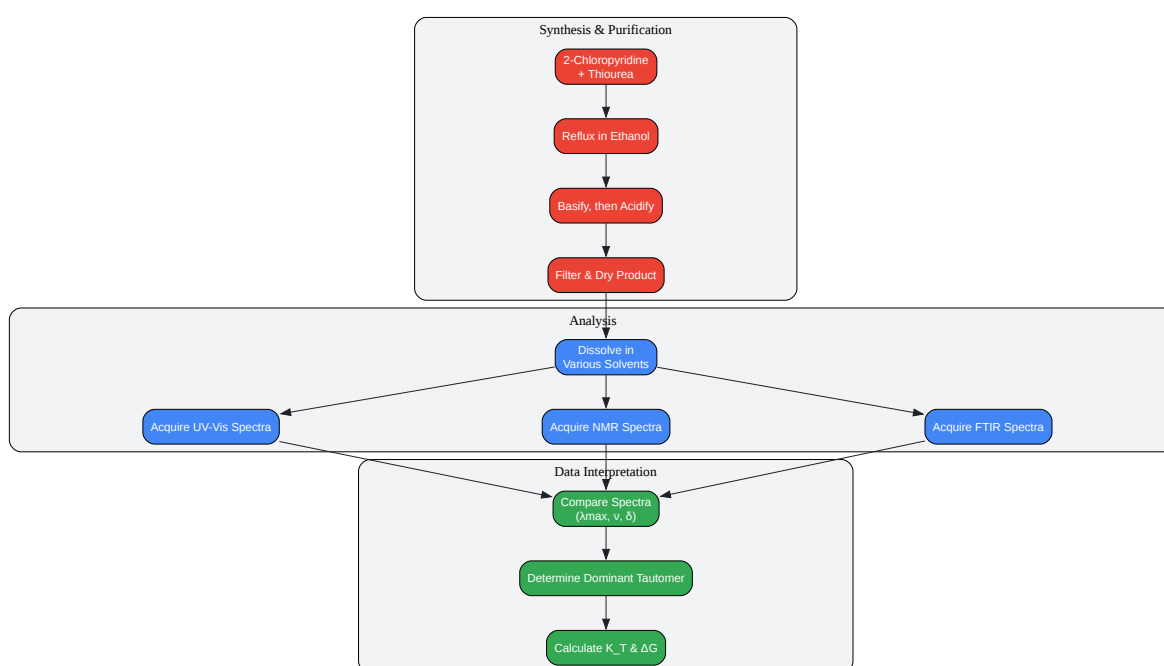 Synthesis & Purification
2-Chloropyridine
+ Thiourea
Reflux in Ethanol
Basify, then Acidify
Filter & Dry Product
Analysis
Dissolve in
Various Solvents
Acquire UV-Vis Spectra
Acquire NMR Spectra
Acquire FTIR Spectra
Data Interpretation
Compare Spectra
(λmax, ν, δ)
Determine Dominant Tautomer
Calculate K_T & ΔG